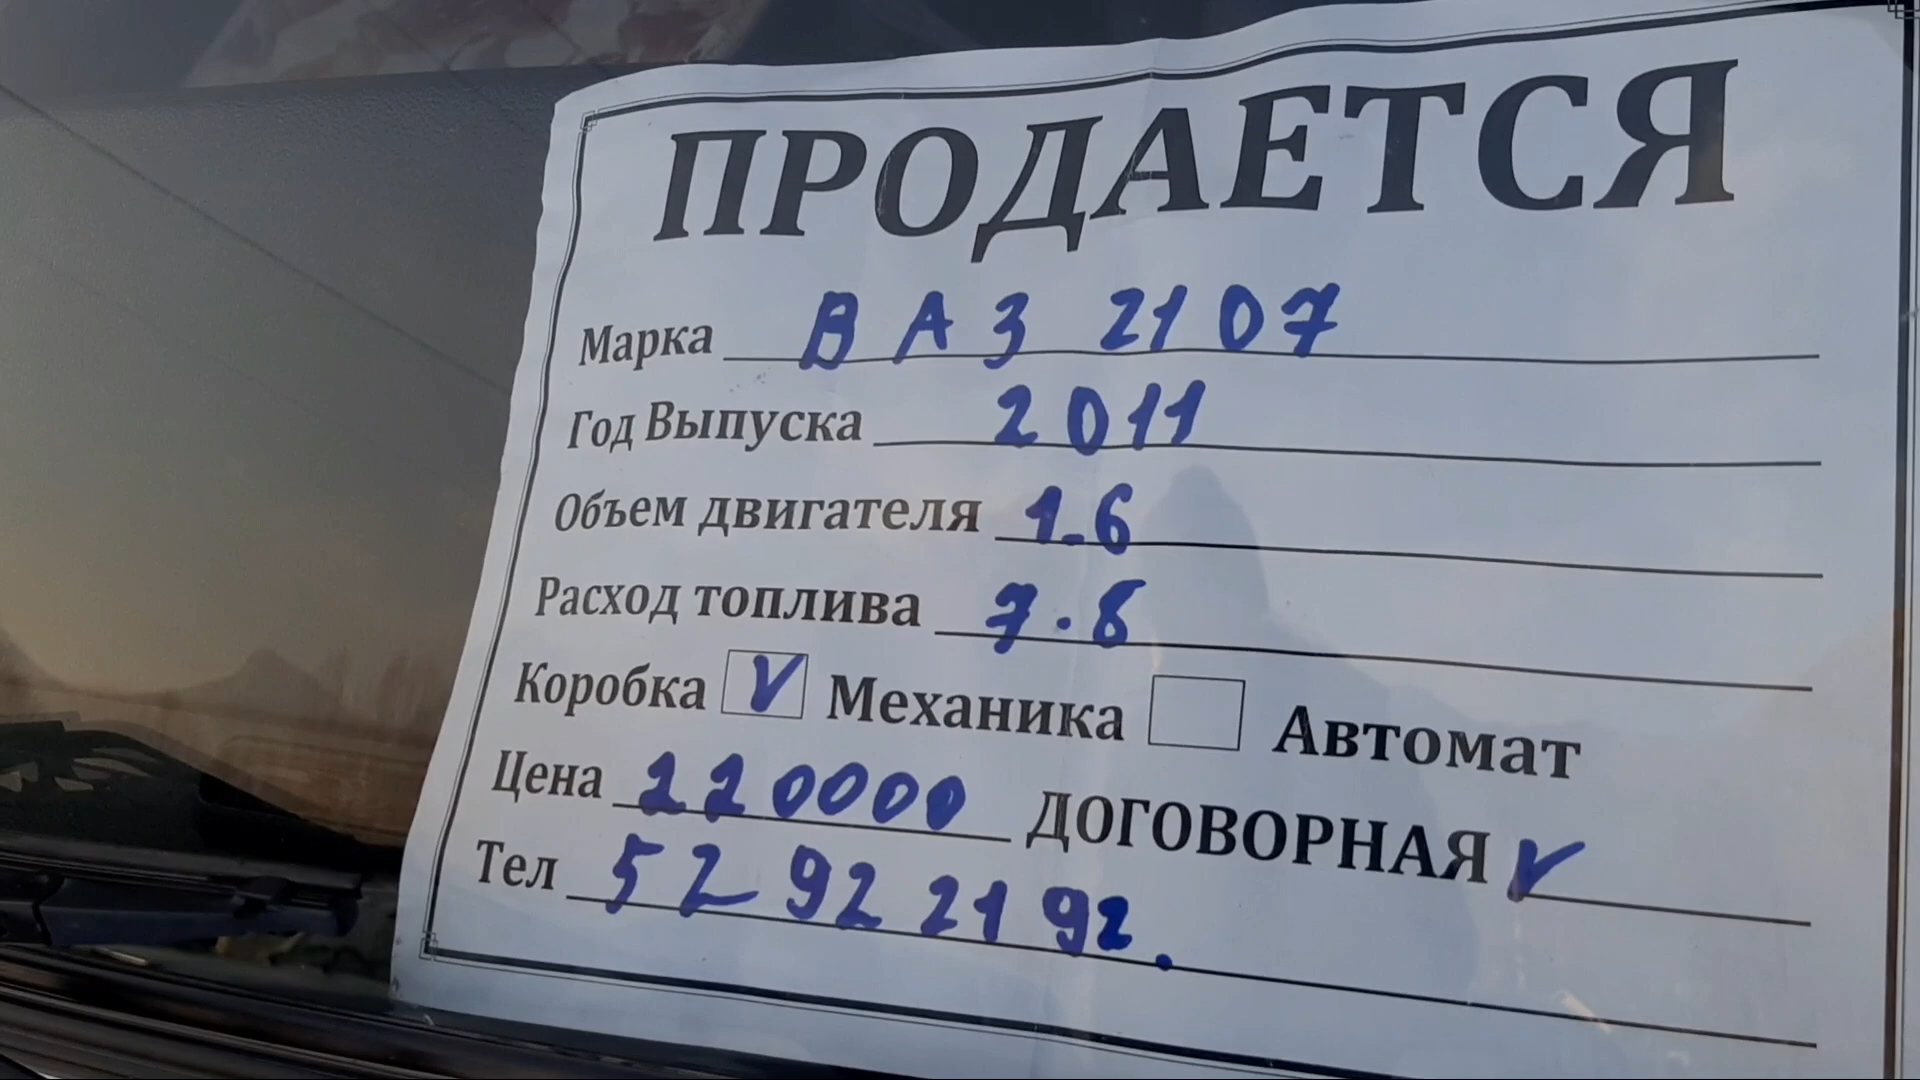 ПРОДАЕТСЯ
Марка ВАЗ 2107
Год Выпуска 2011
Объем двигателя 1.6
Расход топлива 7.8
Коробка V Механика Автомат
Цена 220000 ДОГОВОРНАЯ V
Тел 52 92 21 92.